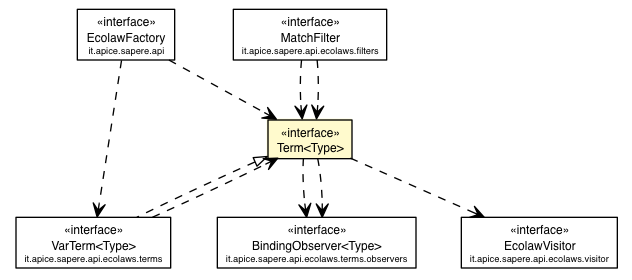 «interface»
EcolawFactory
it.apice.sapere.api
«interface»
MatchFilter
it.apice.sapere.api.ecolaws.filters
«interface»
Term<Type>
«interface»
VarTerm<Type>
it.apice.sapere.api.ecolaws.terms
«interface»
BindingObserver<Type>
it.apice.sapere.api.ecolaws.terms.observers
«interface»
EcolawVisitor
it.apice.sapere.api.ecolaws.visitor